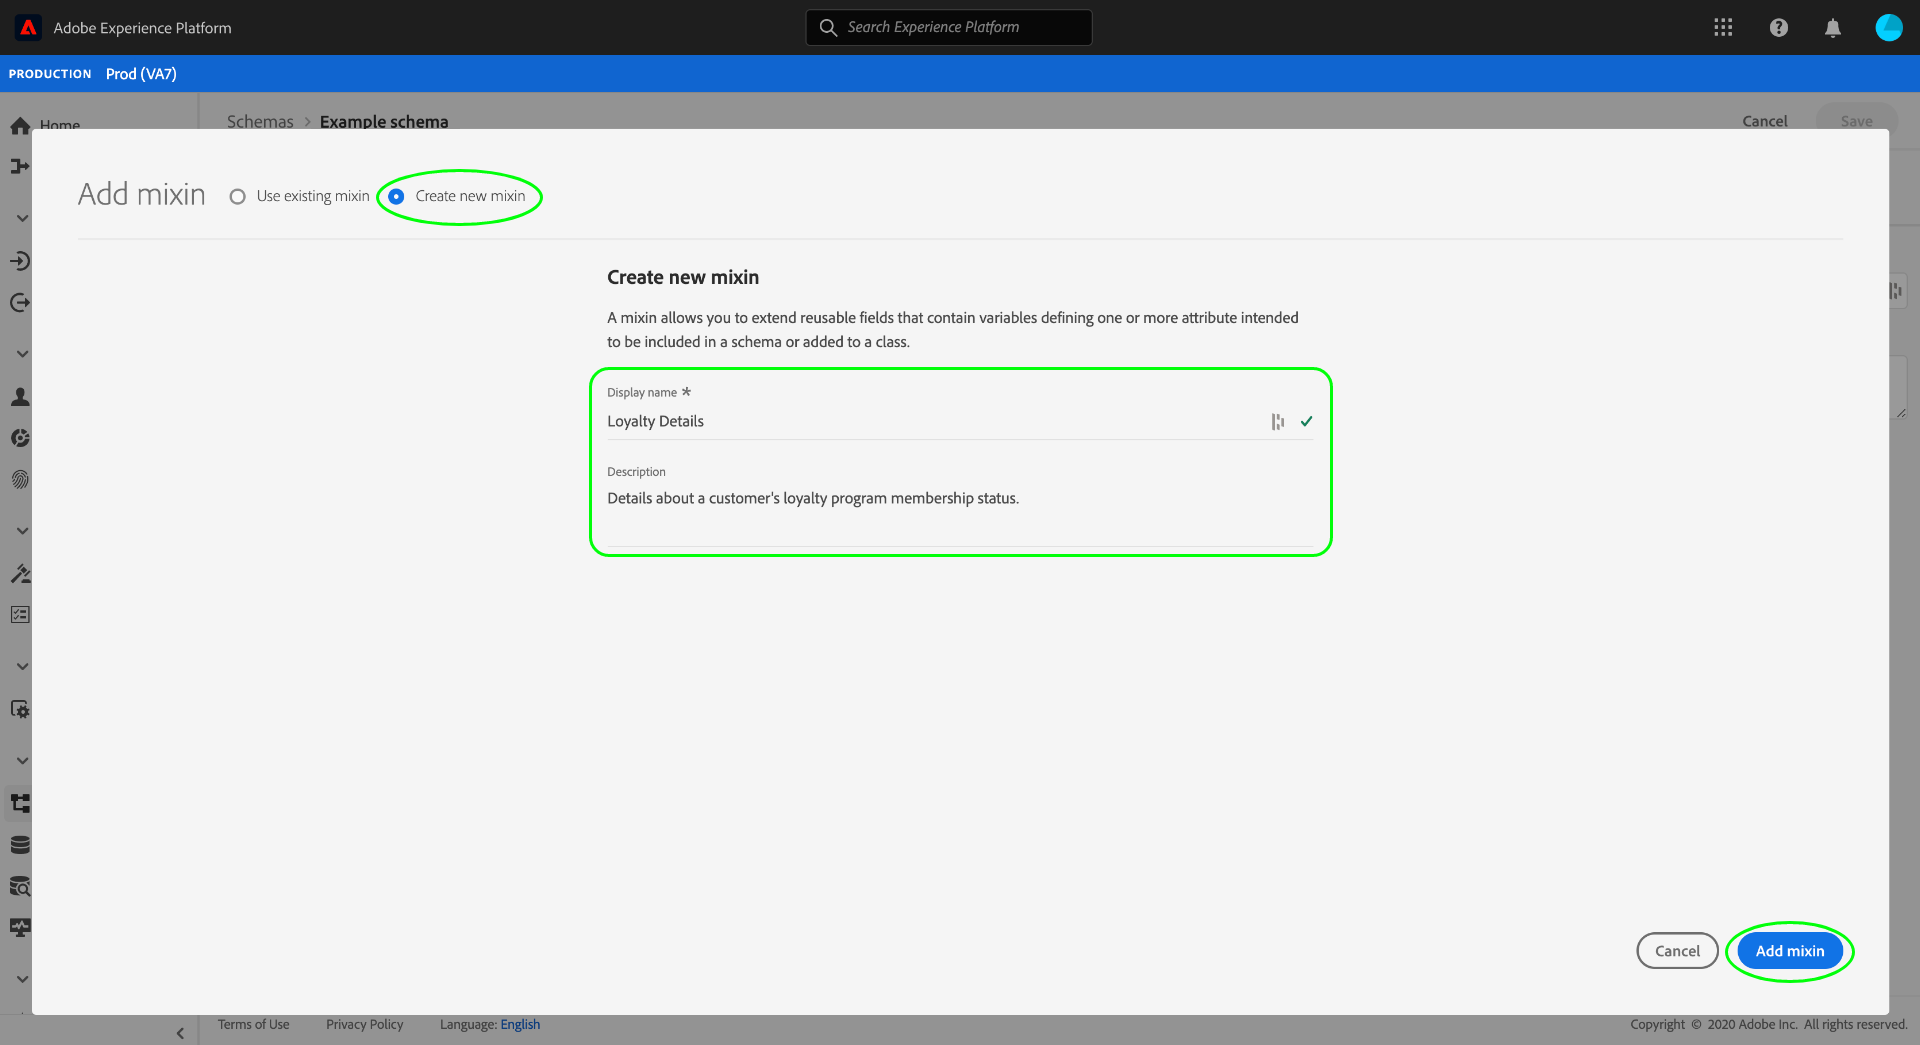 Adobe Experience Platform
Search Experience Platform
PRODUCTION Prod (VA7)
Home
Schemas > Example schema
Cancel
Save
Add mixin
Use existing mixin
Create new mixin
Create new mixin
A mixin allows you to extend reusable fields that contain variables defining one or more attribute intended
to be included in a schema or added to a class.
Display name *
Loyalty Details
Description
Details about a customer's loyalty program membership status.
Cancel
Add mixin
Terms of Use
Privacy Policy
Language: English
Copyright © 2020 Adobe Inc. All rights reserved.